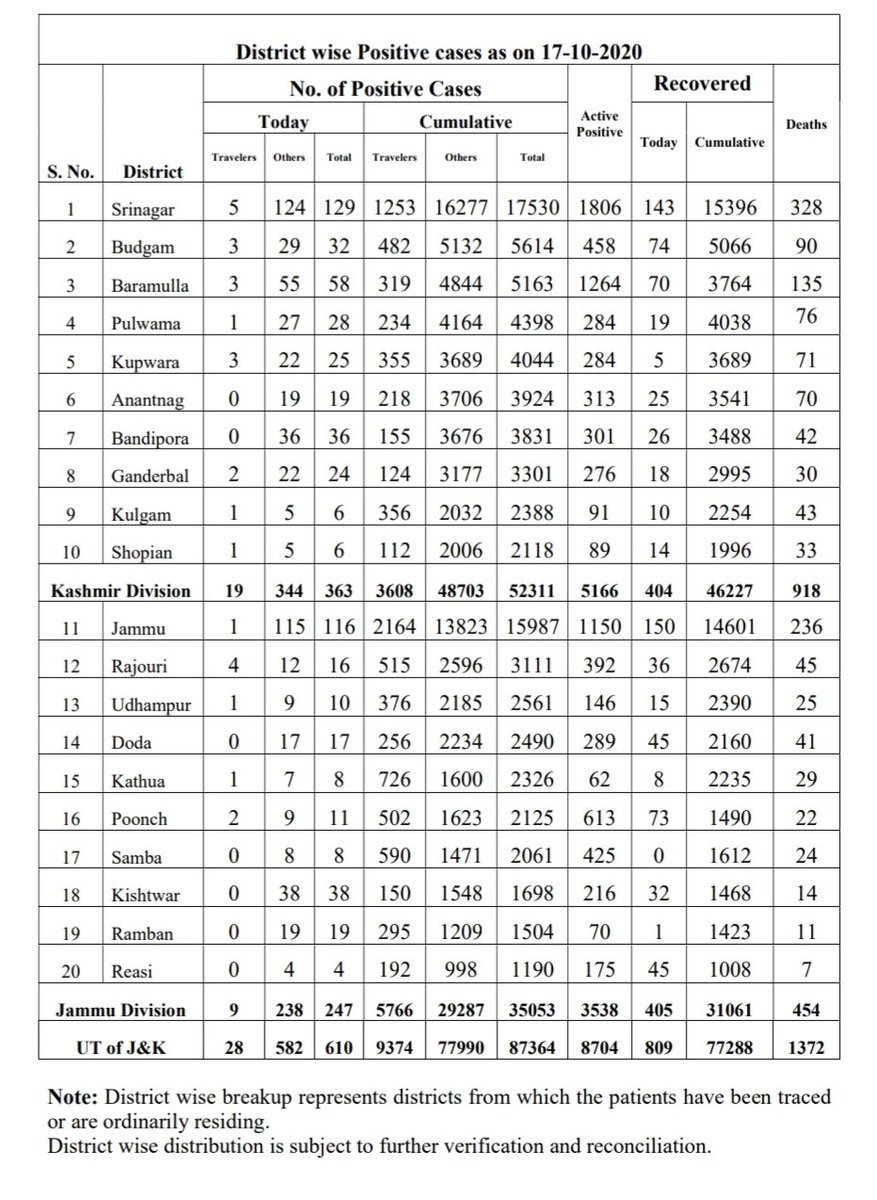 District wise Positive cases as on 17-10-2020
S. No. District No. of Positive Cases Active Positive Recovered Deaths
Today Cumulative Today Cumulative
Travelers Others Total Travelers Others Total
1 Srinagar 5 124 129 1253 16277 17530 1806 143 15396 328
2 Budgam 3 29 32 482 5132 5614 458 74 5066 90
3 Baramulla 3 55 58 319 4844 5163 1264 70 3764 135
4 Pulwama 1 27 28 234 4164 4398 284 19 4038 76
5 Kupwara 3 22 25 355 3689 4044 284 5 3689 71
6 Anantnag 0 19 19 218 3706 3924 313 25 3541 70
7 Bandipora 0 36 36 155 3676 3831 301 26 3488 42
8 Ganderbal 2 22 24 124 3177 3301 276 18 2995 30
9 Kulgam 1 5 6 356 2032 2388 91 10 2254 43
10 Shopian 1 5 6 112 2006 2118 89 14 1996 33
Kashmir Division 19 344 363 3608 48703 52311 5166 404 46227 918
11 Jammu 1 115 116 2164 13823 15987 1150 150 14601 236
12 Rajouri 4 12 16 515 2596 3111 392 36 2674 45
13 Udhampur 1 9 10 376 2185 2561 146 15 2390 25
14 Doda 0 17 17 256 2234 2490 289 45 2160 41
15 Kathua 1 7 8 726 1600 2326 62 8 2235 29
16 Poonch 2 9 11 502 1623 2125 613 73 1490 22
17 Samba 0 8 8 590 1471 2061 425 0 1612 24
18 Kishtwar 0 38 38 150 1548 1698 216 32 1468 14
19 Ramban 0 19 19 295 1209 1504 70 1 1423 11
20 Reasi 0 4 4 192 998 1190 175 45 1008 7
Jammu Division 9 238 247 5766 29287 35053 3538 405 31061 454
UT of J&K 28 582 610 9374 77990 87364 8704 809 77288 1372
Note: District wise breakup represents districts from which the patients have been traced
or are ordinarily residing.
District wise distribution is subject to further verification and reconciliation.